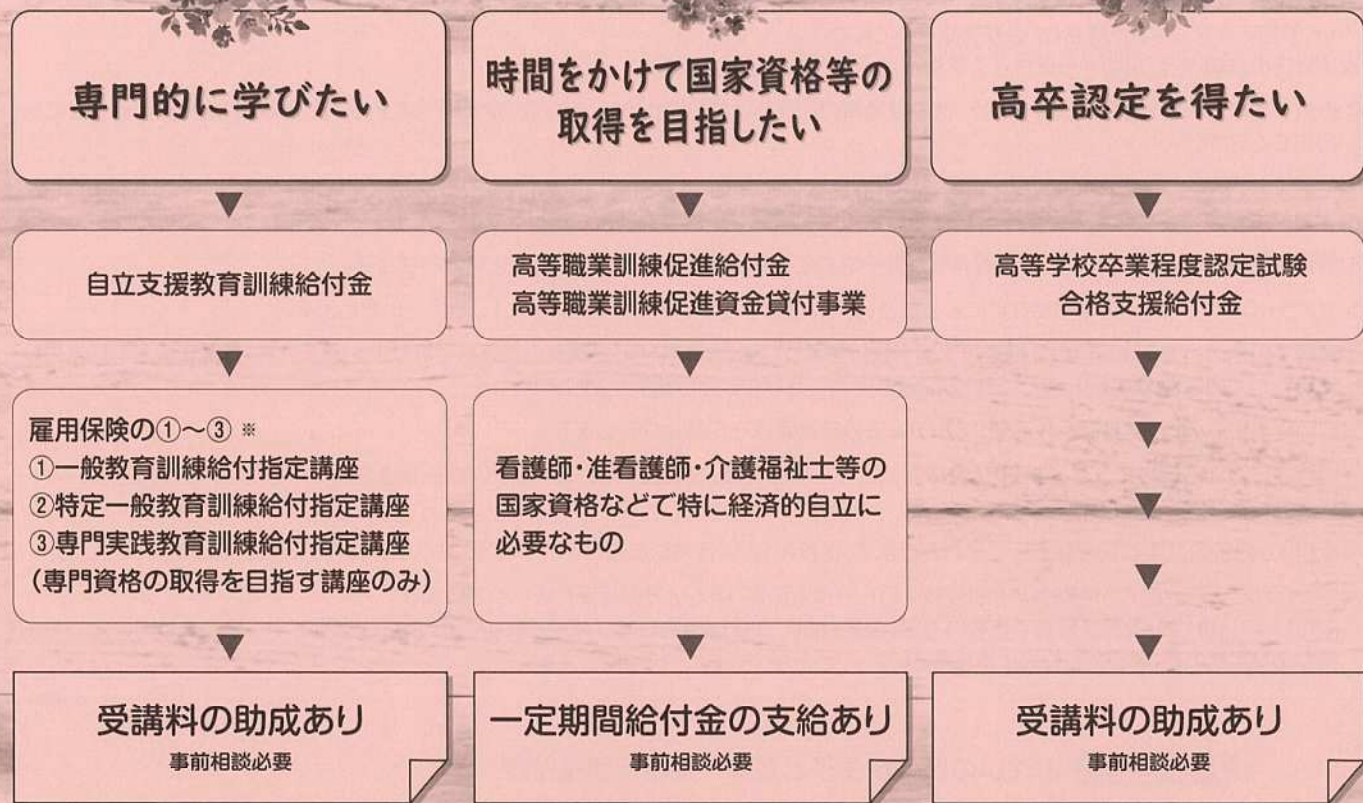 専門的に学びたい
自立支援教育訓練給付金
雇用保険の①～③ ※
①一般教育訓練給付指定講座
②特定一般教育訓練給付指定講座
③専門実践教育訓練給付指定講座
(専門資格の取得を目指す講座のみ)
受講料の助成あり
事前相談必要
時間をかけて国家資格等の
取得を目指したい
高等職業訓練促進給付金
高等職業訓練促進資金貸付事業
看護師・准看護師・介護福祉士等の
国家資格などで特に経済的自立に
必要なもの
一定期間給付金の支給あり
事前相談必要
高卒認定を得たい
高等学校卒業程度認定試験
合格支援給付金
受講料の助成あり
事前相談必要